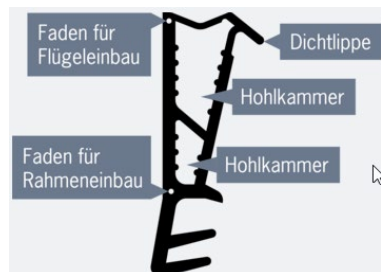 Faden für
Flügeleinbau
Dichtlippe
Hohlkammer
Faden für
Rahmeneinbau
Hohlkammer